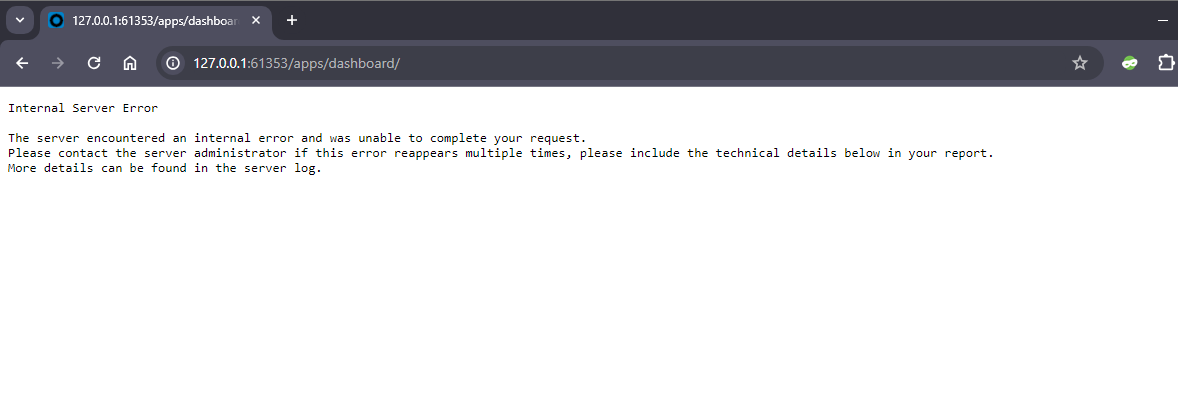 127.0.0.1:61353/apps/dashboar
127.0.0.1:61353/apps/dashboard/
Internal Server Error
The server encountered an internal error and was unable to complete your request.
Please contact the server administrator if this error reappears multiple times, please include the technical details below in your report.
More details can be found in the server log.